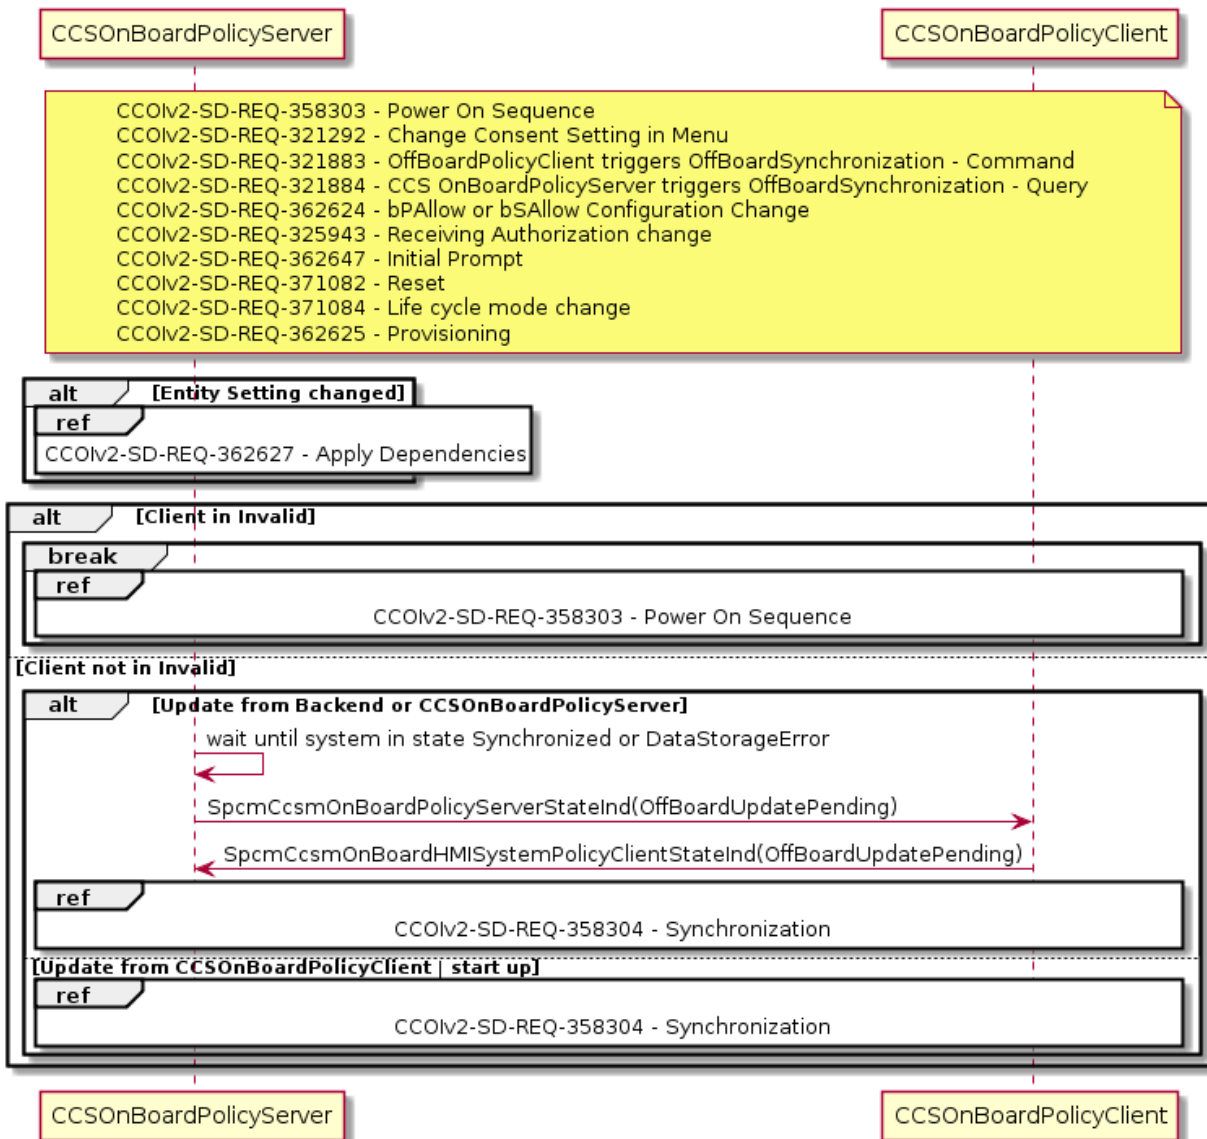 CCSOnBoardPolicyServer
CCSOnBoardPolicyClient
CCOIv2-SD-REQ-358303 - Power On Sequence
CCOIv2-SD-REQ-321292 - Change Consent Setting in Menu
CCOIv2-SD-REQ-321883 - OffBoardPolicyClient triggers OffBoardSynchronization - Command
CCOIv2-SD-REQ-321884 - CCS OnBoardPolicyServer triggers OffBoardSynchronization - Query
CCOIv2-SD-REQ-362624 - bPAllow or bSAllow Configuration Change
CCOIv2-SD-REQ-325943 - Receiving Authorization change
CCOIv2-SD-REQ-362647 - Initial Prompt
CCOIv2-SD-REQ-371082 - Reset
CCOIv2-SD-REQ-371084 - Life cycle mode change
CCOIv2-SD-REQ-362625 - Provisioning
alt [Entity Setting changed]
ref
CCOIv2-SD-REQ-362627 - Apply Dependencies
alt [Client in Invalid]
break
ref
CCOIv2-SD-REQ-358303 - Power On Sequence
[Client not in Invalid]
alt [Update from Backend or CCSOnBoardPolicyServer]
wait until system in state Synchronized or DataStorageError
SpcmCcsmOnBoardPolicyServerStateInd(OffBoardUpdatePending)
SpcmCcsmOnBoardHMISystemPolicyClientStateInd(OffBoardUpdatePending)
ref
CCOIv2-SD-REQ-358304 - Synchronization
[Update from CCSOnBoardPolicyClient | start up]
ref
CCOIv2-SD-REQ-358304 - Synchronization
CCSOnBoardPolicyServer
CCSOnBoardPolicyClient